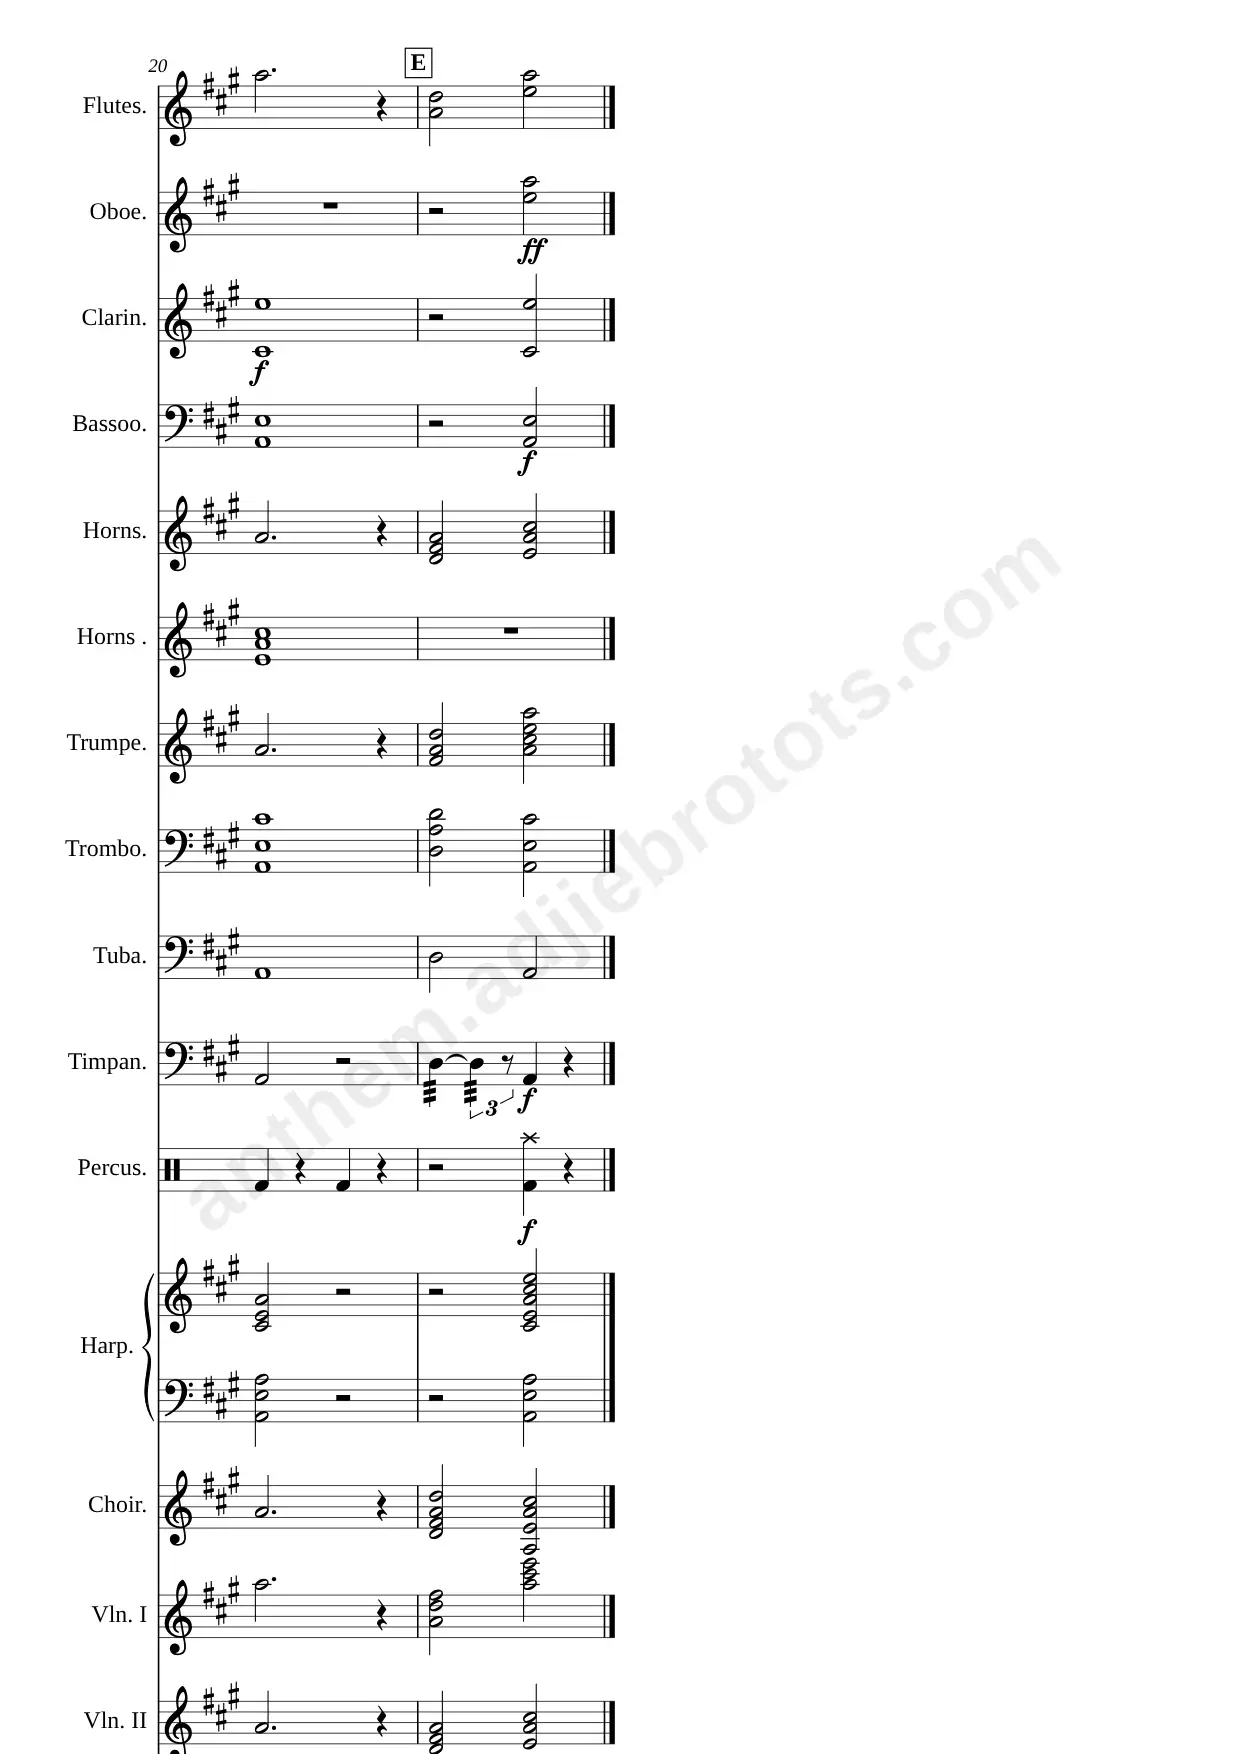 20
E
Flutes.
Oboe.
ff
Clarin.
f
Bassoo.
f
Horns.
Horns .
Trumpe.
Trombo.
Tuba.
Timpan.
3
f
Percus.
f
Harp.
Choir.
Vln. I
Vln. II
anthem.adjiebrotots.com